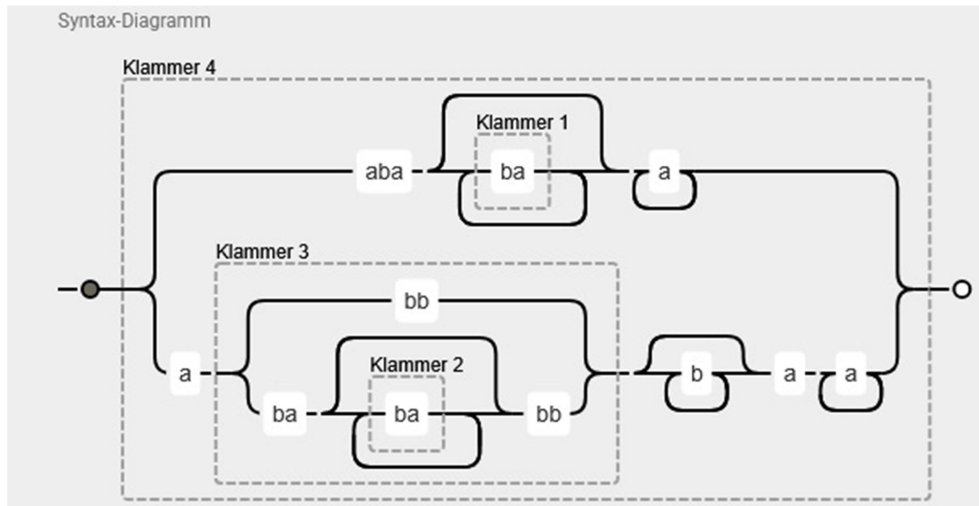 Syntax-Diagramm
Klammer 4
Klammer 1
aba
ba
a
Klammer 3
bb
Klammer 2
a
b
a
a
ba
ba
bb